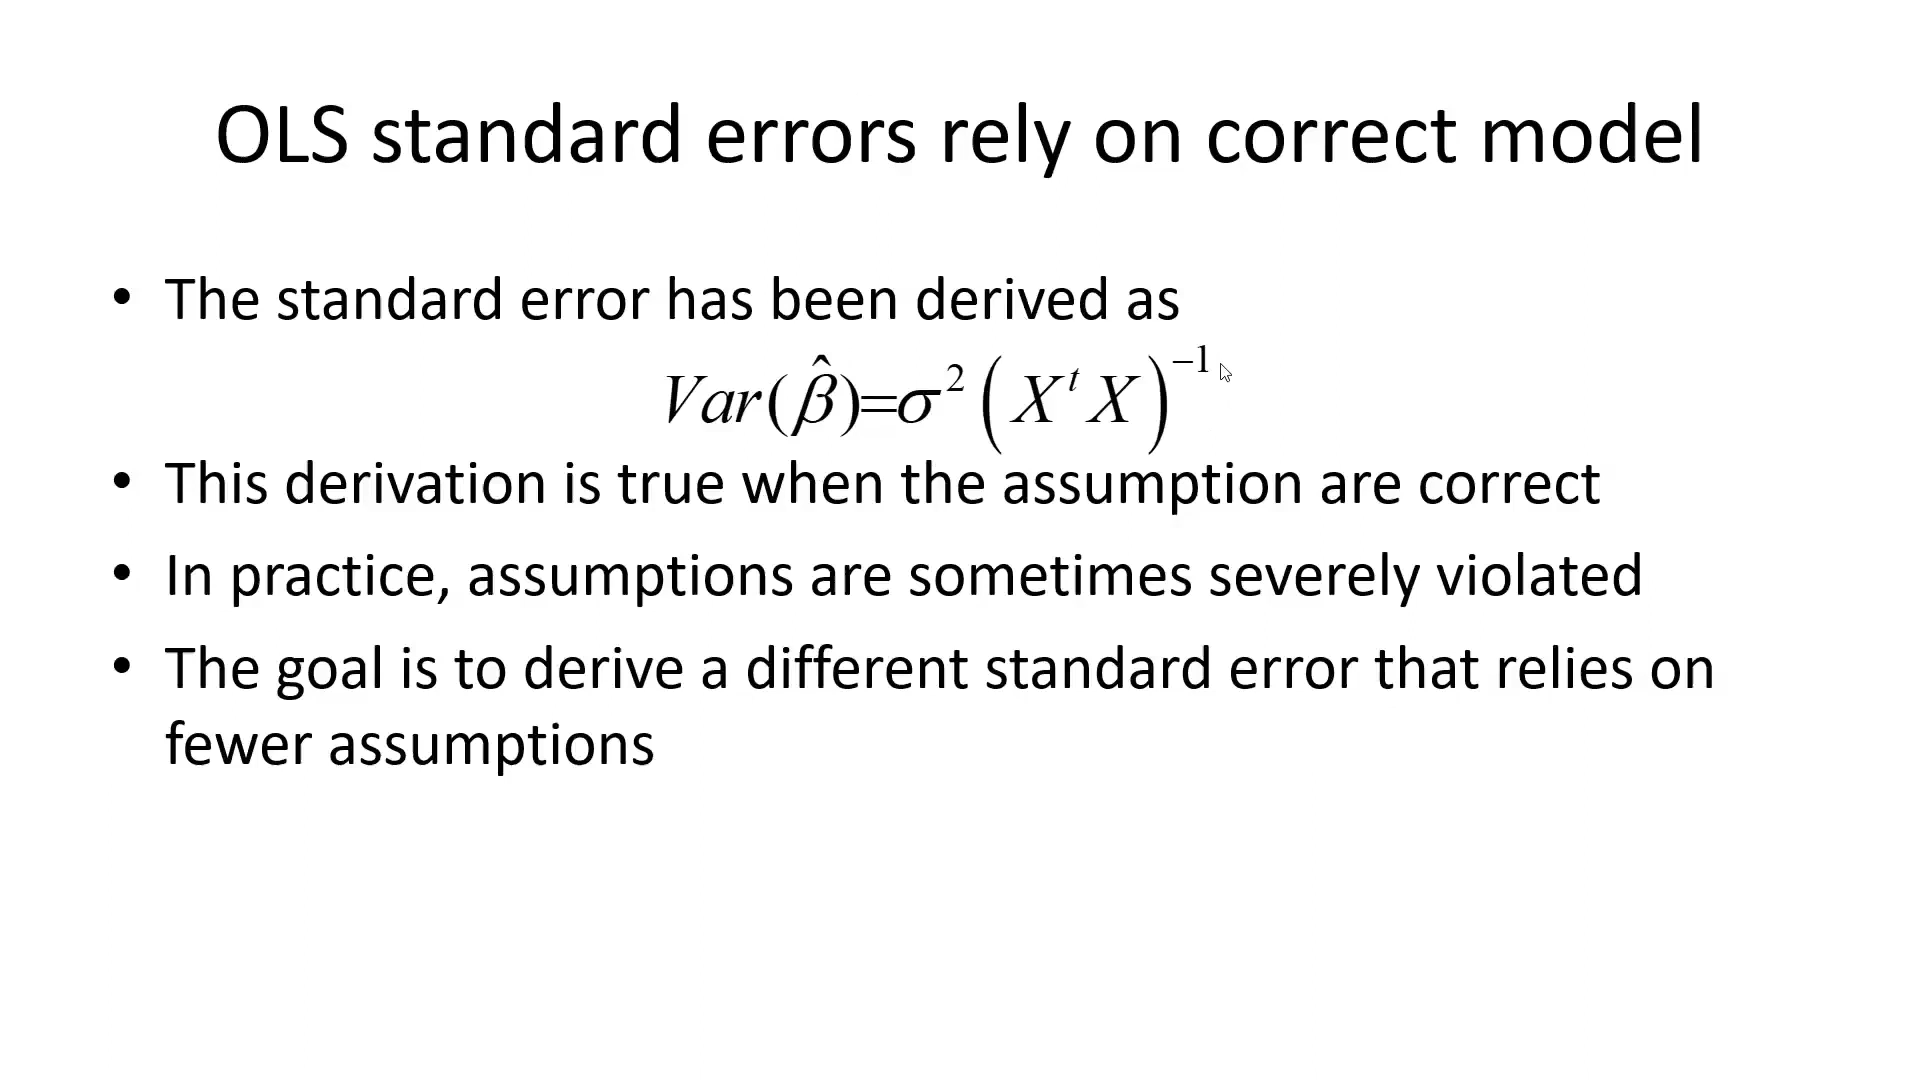 OLS standard errors rely on correct model
• The standard error has been derived as
Var(β̂)=σ²(XᵗX)⁻¹
• This derivation is true when the assumption are correct
• In practice, assumptions are sometimes severely violated
• The goal is to derive a different standard error that relies on
fewer assumptions